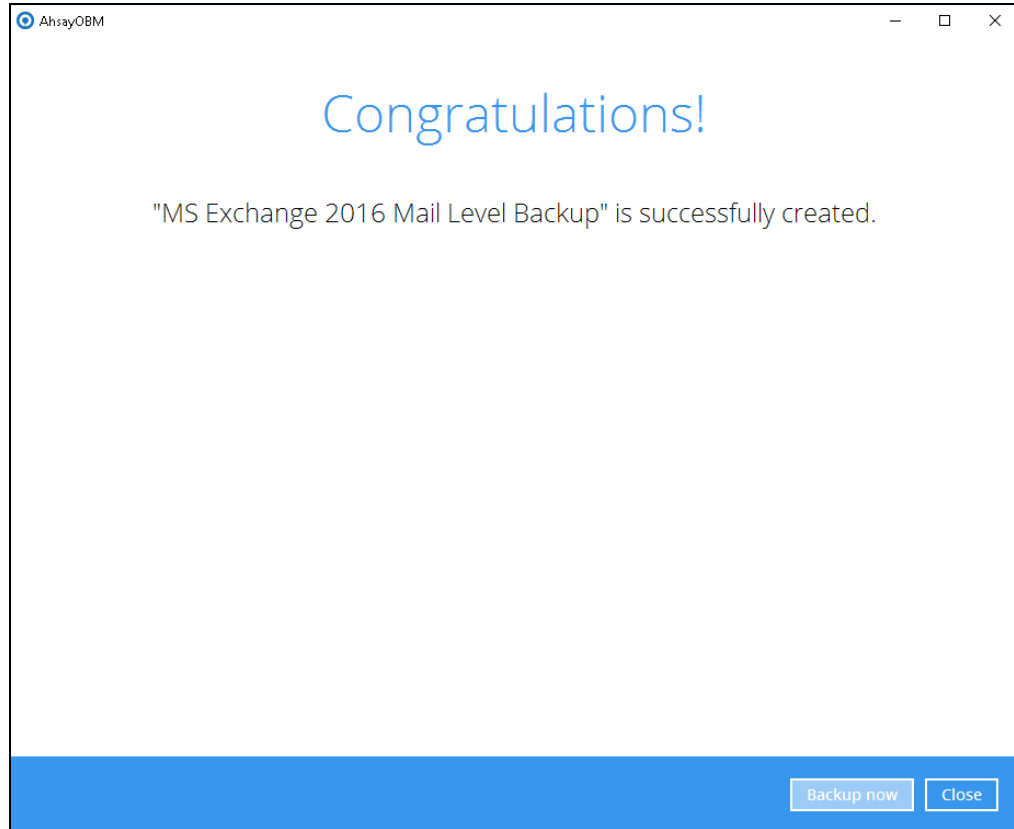 AhsayOBM
Congratulations!
"MS Exchange 2016 Mail Level Backup" is successfully created.
Backup now
Close